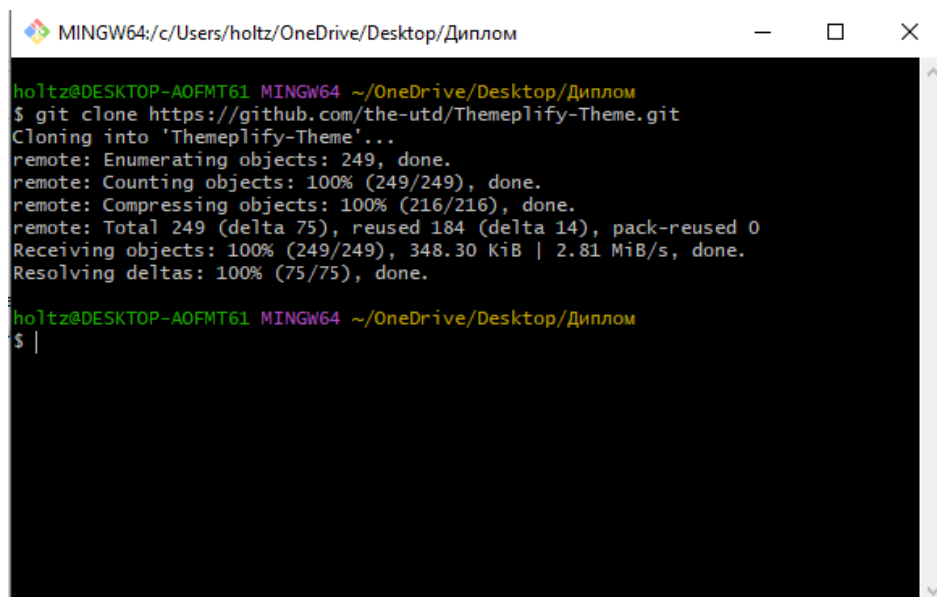 MINGW64:/c/Users/holtz/OneDrive/Desktop/Диплом
holtz@DESKTOP-AOFMT61 MINGW64 ~/OneDrive/Desktop/Диплом
$ git clone https://github.com/the-utd/Themeplify-Theme.git
Cloning into 'Themeplify-Theme'...
remote: Enumerating objects: 249, done.
remote: Counting objects: 100% (249/249), done.
remote: Compressing objects: 100% (216/216), done.
remote: Total 249 (delta 75), reused 184 (delta 14), pack-reused 0
Receiving objects: 100% (249/249), 348.30 KiB | 2.81 MiB/s, done.
Resolving deltas: 100% (75/75), done.
holtz@DESKTOP-AOFMT61 MINGW64 ~/OneDrive/Desktop/Диплом
$